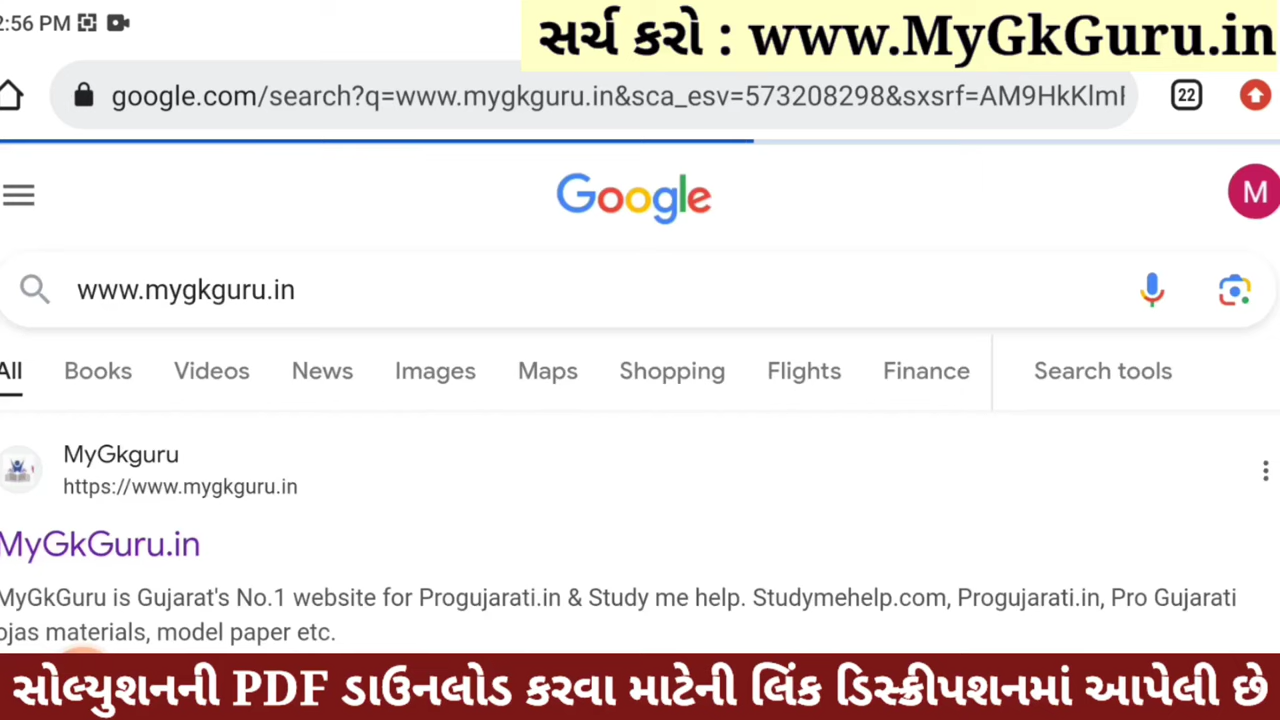 2:56 PM
સર્ચ કરો : www.MyGkGuru.in
google.com/search?q=www.mygkguru.in&sca_esv=573208298&sxsrf=AM9HkKlmF
22
Google
M
www.mygkguru.in
All Books Videos News Images Maps Shopping Flights Finance Search tools
MyGkguru
https://www.mygkguru.in
MyGkGuru.in
MyGkGuru is Gujarat's No.1 website for Progujarati.in & Study me help. Studymehelp.com, Progujarati.in, Pro Gujarati
ojas materials, model paper etc.
સોલ્યુશનની PDF ડાઉનલોડ કરવા માટેની લિંક ડિસ્ક્રીપશનમાં આપેલી છે